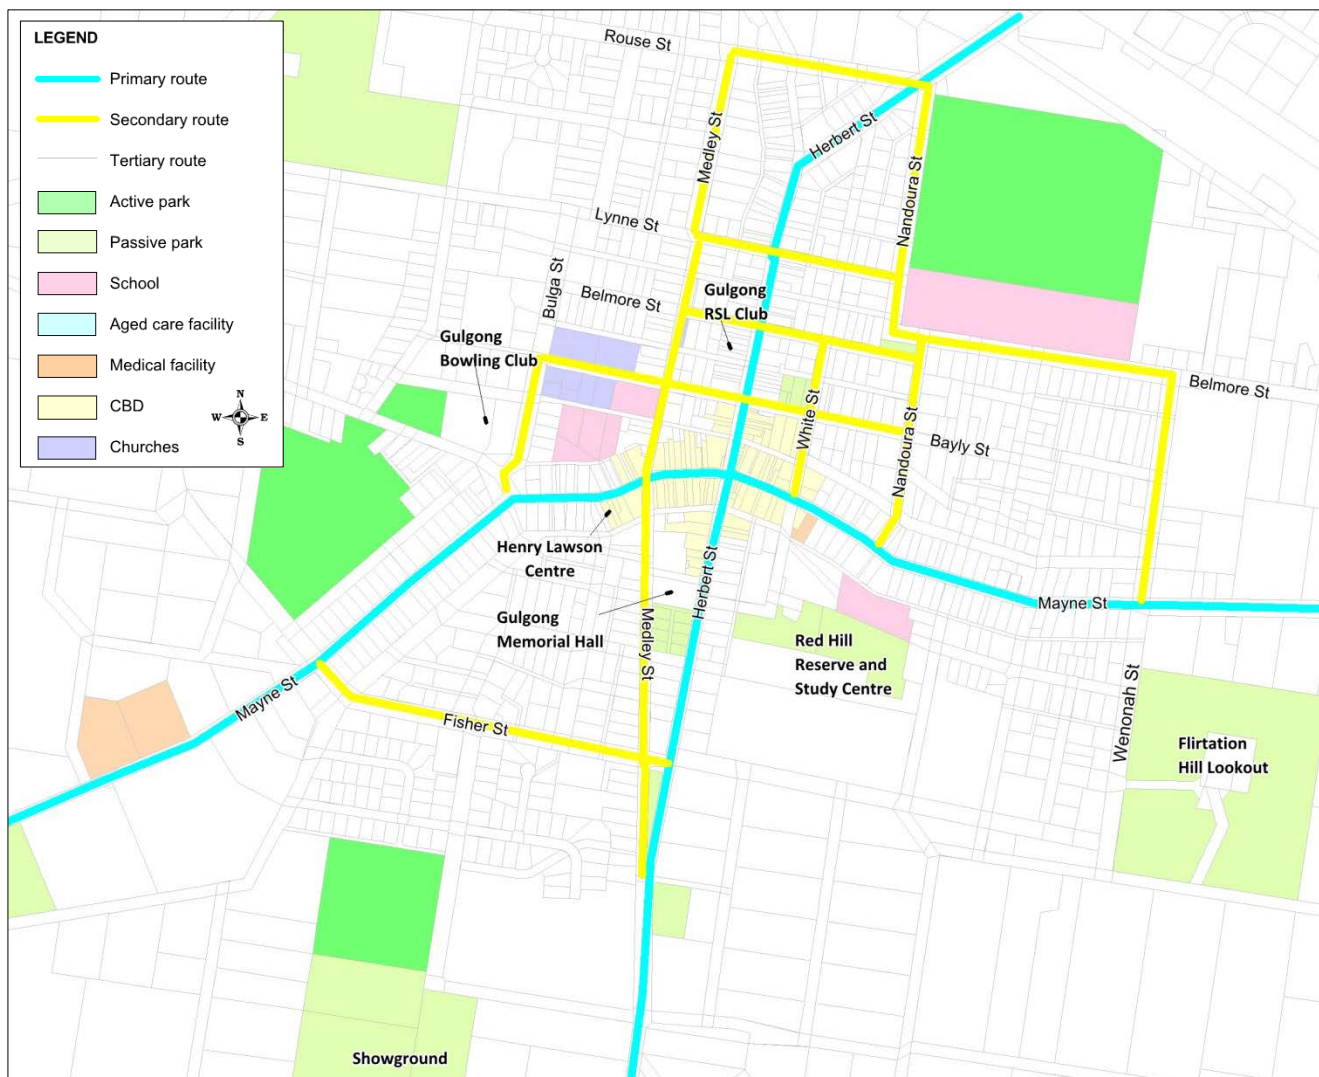 LEGEND
Primary route
Secondary route
Tertiary route
Active park
Passive park
School
Aged care facility
Medical facility
CBD
Churches
N
W E
S
Rouse St
Herbert St
Medley St
Nandoura St
Lynne St
Bulga St
Belmore St
Gulgong
RSL Club
Gulgong
Bowling Club
Belmore St
White St
Nandoura St
Bayly St
Henry Lawson
Centre
Herbert St
Mayne St
Gulgong
Memorial Hall
Medley St
Red Hill
Reserve and
Study Centre
Mayne St
Fisher St
Wenonah St
Flirtation
Hill Lookout
Showground